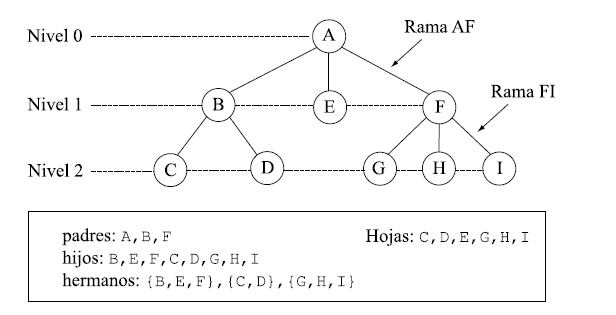 Nivel 0
A
Rama AF
Nivel 1
B
E
F
Rama FI
Nivel 2
C
D
G
H
I
padres: A,B,F
Hojas: C,D,E,G,H,I
hijos: B,E,F,C,D,G,H,I
hermanos: {B,E,F},{C,D},{G,H,I}